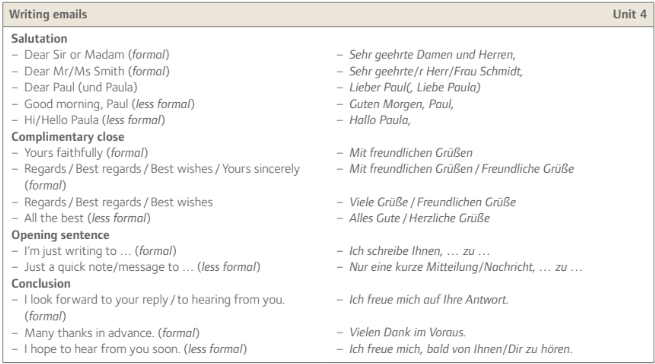 Writing emails Unit 4
Salutation
– Dear Sir or Madam (formal) – Sehr geehrte Damen und Herren,
– Dear Mr/Ms Smith (formal) – Sehr geehrte/r Herr/Frau Schmidt,
– Dear Paul (und Paula) – Lieber Paul(, Liebe Paula)
– Good morning, Paul (less formal) – Guten Morgen, Paul,
– Hi/Hello Paula (less formal) – Hallo Paula,
Complimentary close
– Yours faithfully (formal) – Mit freundlichen Grüßen
– Regards / Best regards / Best wishes / Yours sincerely – Mit freundlichen Grüßen / Freundliche Grüße
(formal)
– Regards / Best regards / Best wishes – Viele Grüße / Freundlichen Grüße
– All the best (less formal) – Alles Gute / Herzliche Grüße
Opening sentence
– I'm just writing to … (formal) – Ich schreibe Ihnen, … zu …
– Just a quick note/message to … (less formal) – Nur eine kurze Mitteilung/Nachricht, … zu …
Conclusion
– I look forward to your reply / to hearing from you. – Ich freue mich auf Ihre Antwort.
(formal)
– Many thanks in advance. (formal) – Vielen Dank im Voraus.
– I hope to hear from you soon. (less formal) – Ich freue mich, bald von Ihnen/Dir zu hören.